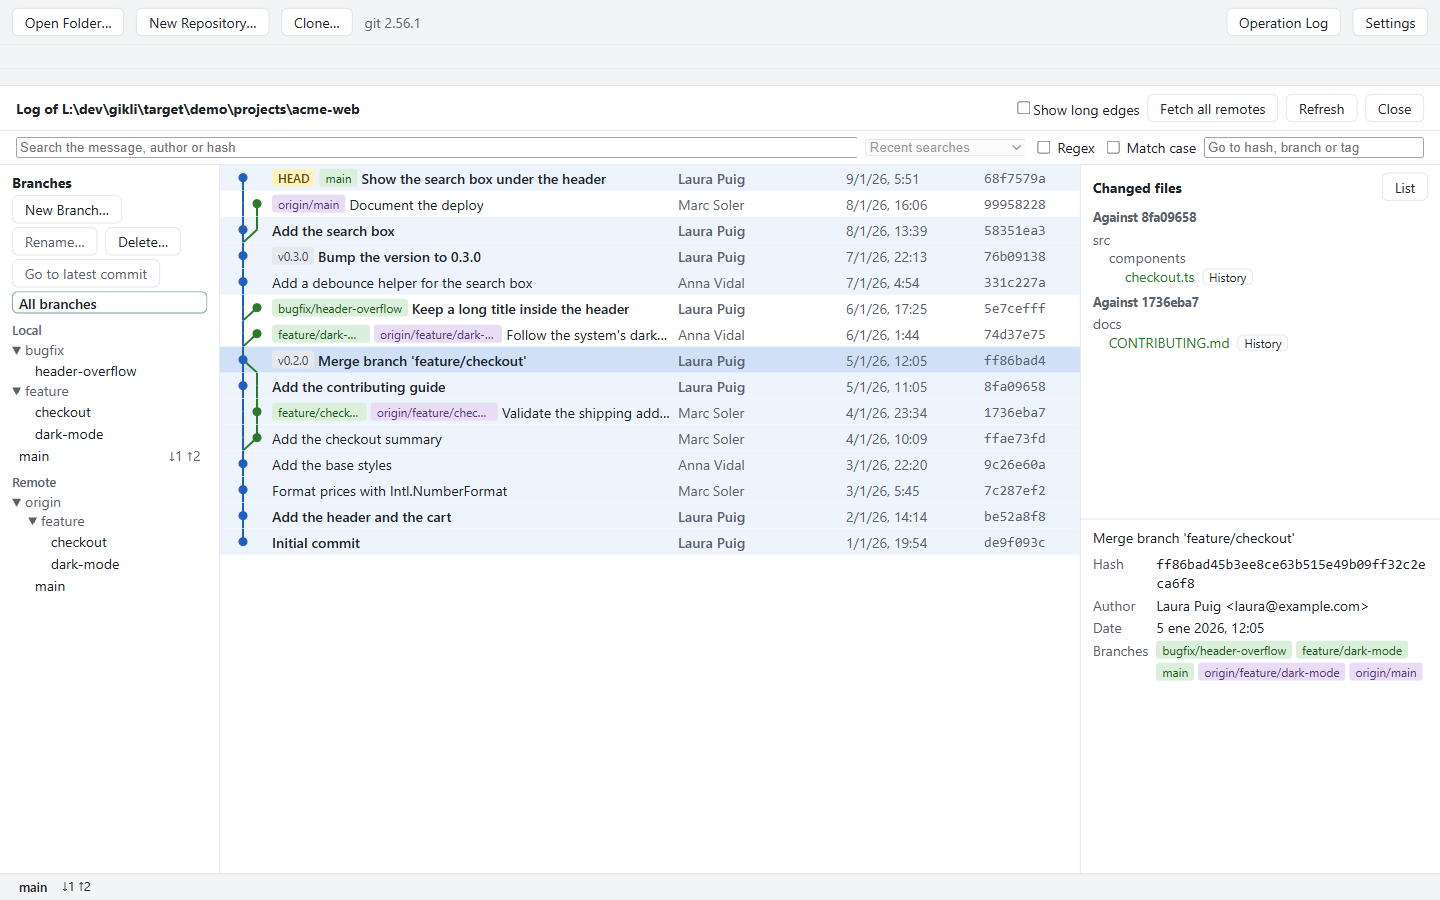 Open Folder... New Repository... Clone... git 2.56.1 Operation Log Settings
Log of L:\dev\gikli\target\demo\projects\acme-web Show long edges Fetch all remotes Refresh Close
Search the message, author or hash Recent searches Regex Match case Go to hash, branch or tag
Branches
New Branch...
Rename... Delete...
Go to latest commit
All branches
Local
bugfix
header-overflow
feature
checkout
dark-mode
main ↓1 ↑2
Remote
origin
feature
checkout
dark-mode
main
HEAD main Show the search box under the header Laura Puig 9/1/26, 5:51 68f7579a
origin/main Document the deploy Marc Soler 8/1/26, 16:06 99958228
Add the search box Laura Puig 8/1/26, 13:39 58351ea3
v0.3.0 Bump the version to 0.3.0 Laura Puig 7/1/26, 22:13 76b09138
Add a debounce helper for the search box Anna Vidal 7/1/26, 4:54 331c227a
bugfix/header-overflow Keep a long title inside the header Laura Puig 6/1/26, 17:25 5e7cefff
feature/dark-... origin/feature/dark-... Follow the system's dark... Anna Vidal 6/1/26, 1:44 74d37e75
v0.2.0 Merge branch 'feature/checkout' Laura Puig 5/1/26, 12:05 ff86bad4
Add the contributing guide Laura Puig 5/1/26, 11:05 8fa09658
feature/check... origin/feature/chec... Validate the shipping add... Marc Soler 4/1/26, 23:34 1736eba7
Add the checkout summary Marc Soler 4/1/26, 10:09 ffae73fd
Add the base styles Anna Vidal 3/1/26, 22:20 9c26e60a
Format prices with Intl.NumberFormat Marc Soler 3/1/26, 5:45 7c287ef2
Add the header and the cart Laura Puig 2/1/26, 14:14 be52a8f8
Initial commit Laura Puig 1/1/26, 19:54 de9f093c
Changed files List
Against 8fa09658
src
components
checkout.ts History
Against 1736eba7
docs
CONTRIBUTING.md History
Merge branch 'feature/checkout'
Hash ff86bad45b3ee8ce63b515e49b09ff32c2e
ca6f8
Author Laura Puig <laura@example.com>
Date 5 ene 2026, 12:05
Branches bugfix/header-overflow feature/dark-mode
main origin/feature/dark-mode origin/main
main ↓1 ↑2